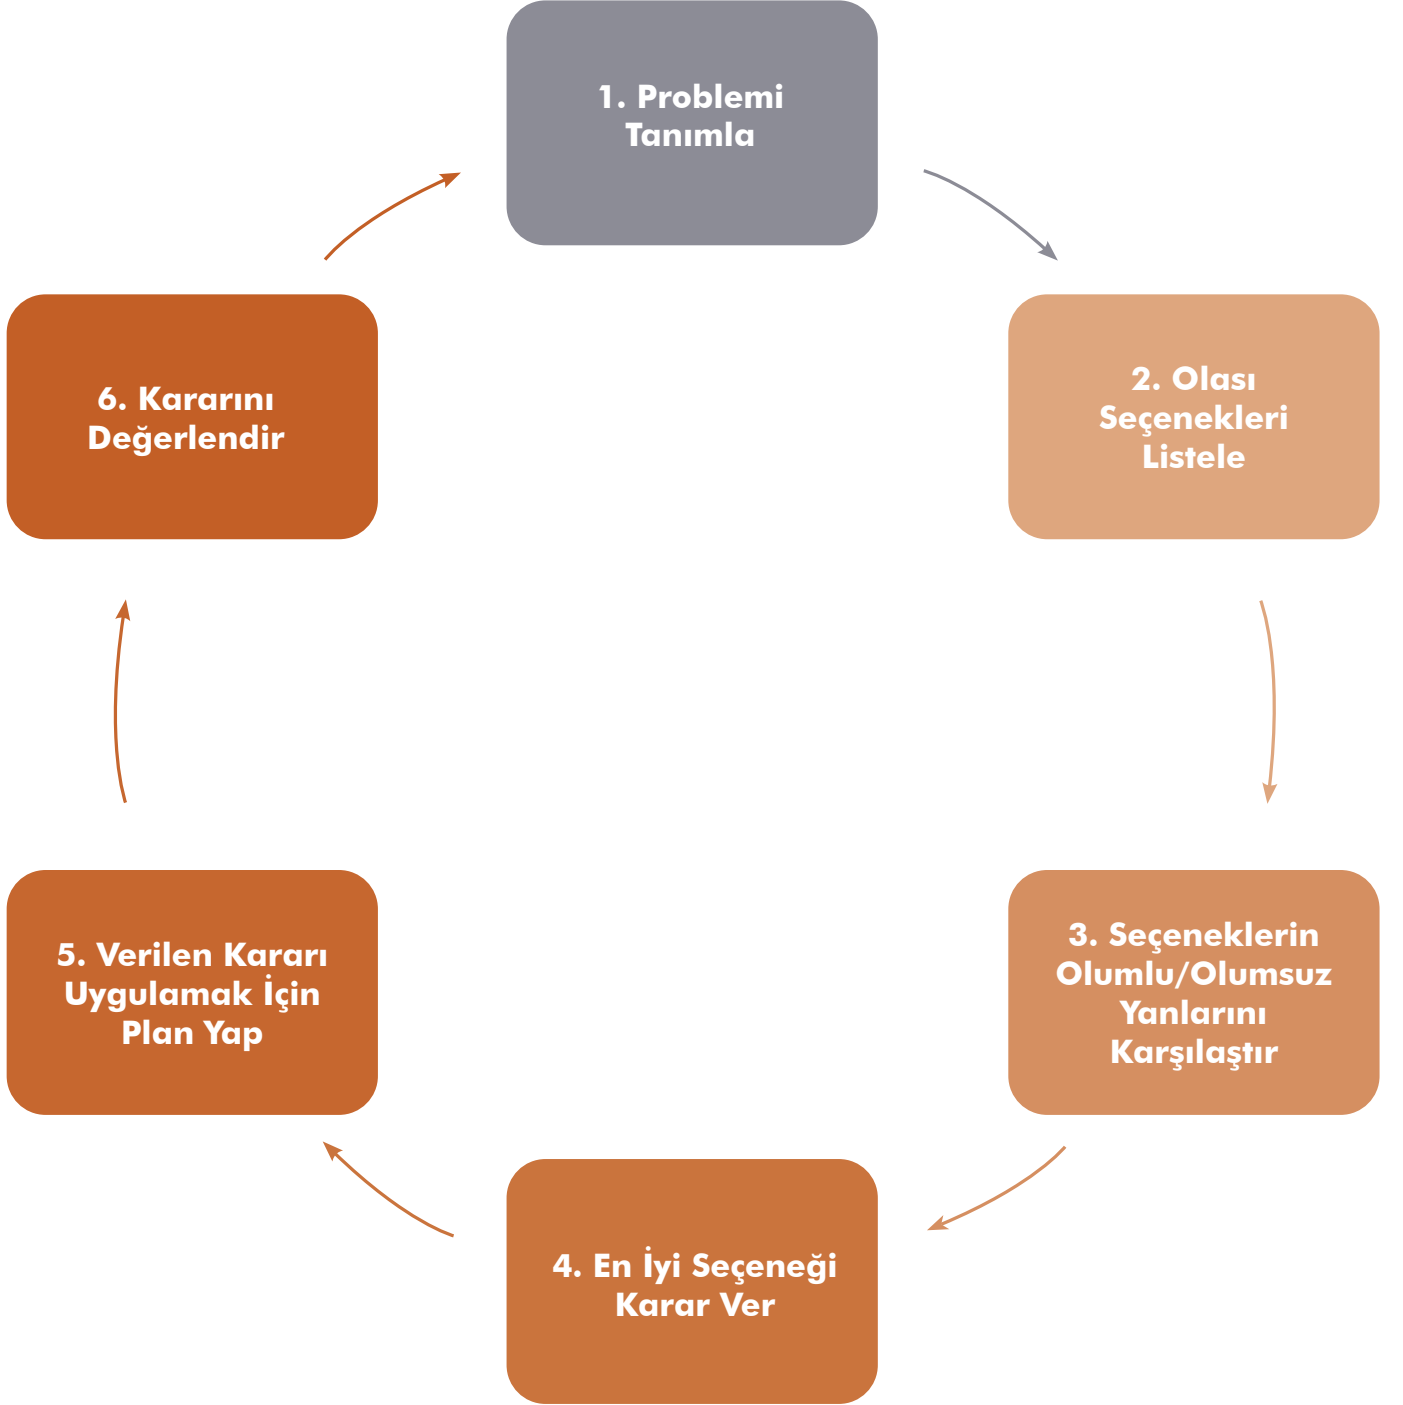 1. Problemi
Tanımla
2. Olası
Seçenekleri
Listele
3. Seçeneklerin
Olumlu/Olumsuz
Yanlarını
Karşılaştır
4. En İyi Seçeneği
Karar Ver
5. Verilen Kararı
Uygulamak İçin
Plan Yap
6. Kararını
Değerlendir